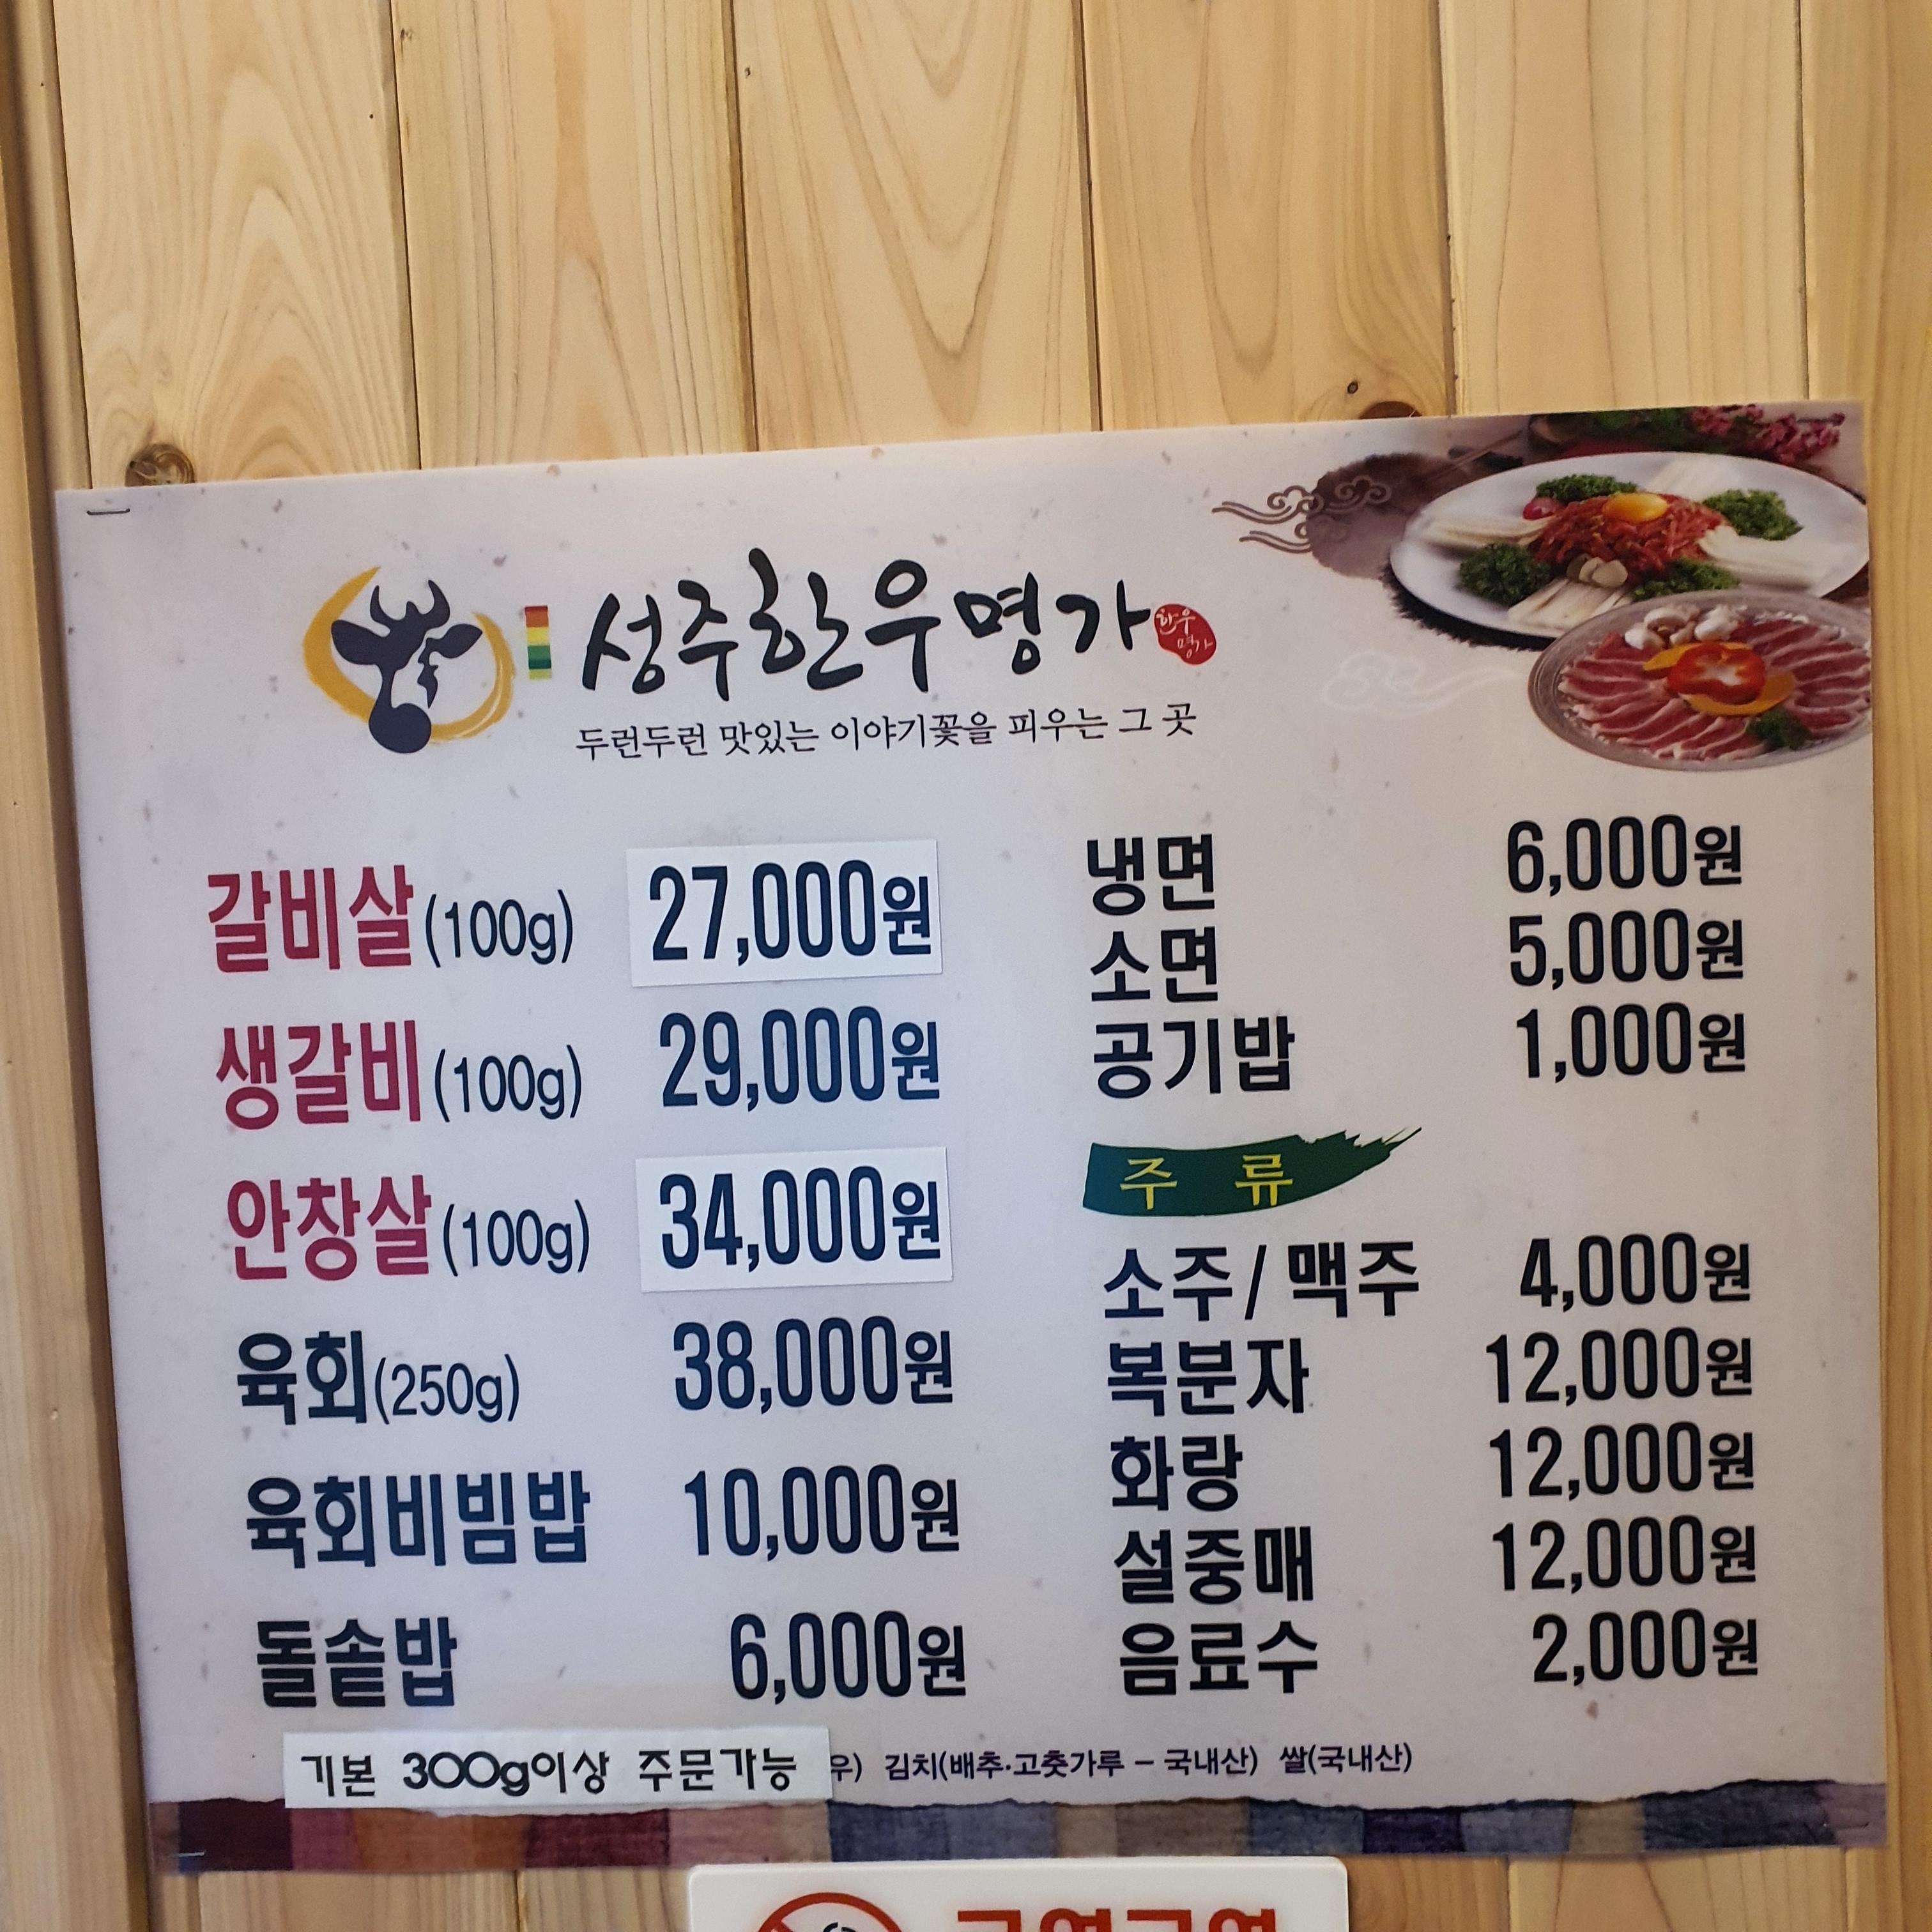 성주한우명가
한우
명가
두런두런 맛있는 이야기꽃을 피우는 그 곳
갈비살(100g) 27,000원
생갈비(100g) 29,000원
안창살(100g) 34,000원
육회(250g) 38,000원
육회비빔밥 10,000원
돌솥밥 6,000원
냉면 6,000원
소면 5,000원
공기밥 1,000원
주 류
소주/맥주 4,000원
복분자 12,000원
화랑 12,000원
설중매 12,000원
음료수 2,000원
기본 300g이상 주문가능
우) 김치(배추·고춧가루 – 국내산) 쌀(국내산)